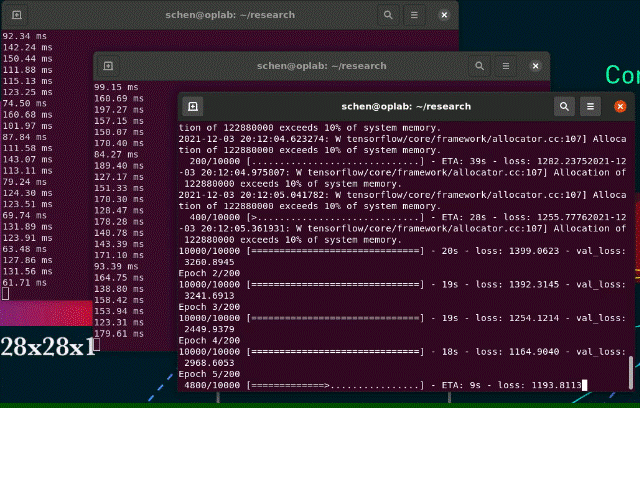 schen@oplab: ~/research
92.34 ms
142.24 ms
150.44 ms
111.88 ms
115.13 ms
123.25 ms
74.50 ms
160.68 ms
101.97 ms
87.84 ms
111.58 ms
143.07 ms
113.11 ms
79.24 ms
124.30 ms
123.51 ms
69.74 ms
131.89 ms
123.91 ms
63.48 ms
127.86 ms
131.56 ms
61.71 ms
schen@oplab: ~/research
99.15 ms
160.69 ms
197.27 ms
157.15 ms
150.07 ms
170.40 ms
84.27 ms
189.40 ms
127.17 ms
151.33 ms
170.30 ms
128.47 ms
178.28 ms
140.78 ms
143.39 ms
171.10 ms
93.39 ms
164.75 ms
138.80 ms
158.42 ms
153.94 ms
123.31 ms
179.61 ms
schen@oplab: ~/research
tion of 122880000 exceeds 10% of system memory.
2021-12-03 20:12:04.623274: W tensorflow/core/framework/allocator.cc:107] Alloca
tion of 122880000 exceeds 10% of system memory.
200/10000 [..............................] - ETA: 39s - loss: 1282.23752021-12
-03 20:12:04.975807: W tensorflow/core/framework/allocator.cc:107] Allocation of
122880000 exceeds 10% of system memory.
2021-12-03 20:12:05.041782: W tensorflow/core/framework/allocator.cc:107] Alloca
tion of 122880000 exceeds 10% of system memory.
400/10000 [>.............................] - ETA: 28s - loss: 1255.77762021-12
-03 20:12:05.361931: W tensorflow/core/framework/allocator.cc:107] Allocation of
122880000 exceeds 10% of system memory.
10000/10000 [==============================] - 20s - loss: 1399.0623 - val_loss:
3260.8945
Epoch 2/200
10000/10000 [==============================] - 19s - loss: 1392.3145 - val_loss:
3241.6913
Epoch 3/200
10000/10000 [==============================] - 19s - loss: 1254.1214 - val_loss:
2449.9379
Epoch 4/200
10000/10000 [==============================] - 18s - loss: 1164.9040 - val_loss:
2968.6053
Epoch 5/200
4800/10000 [=============>................] - ETA: 9s - loss: 1193.8113
28x28x1